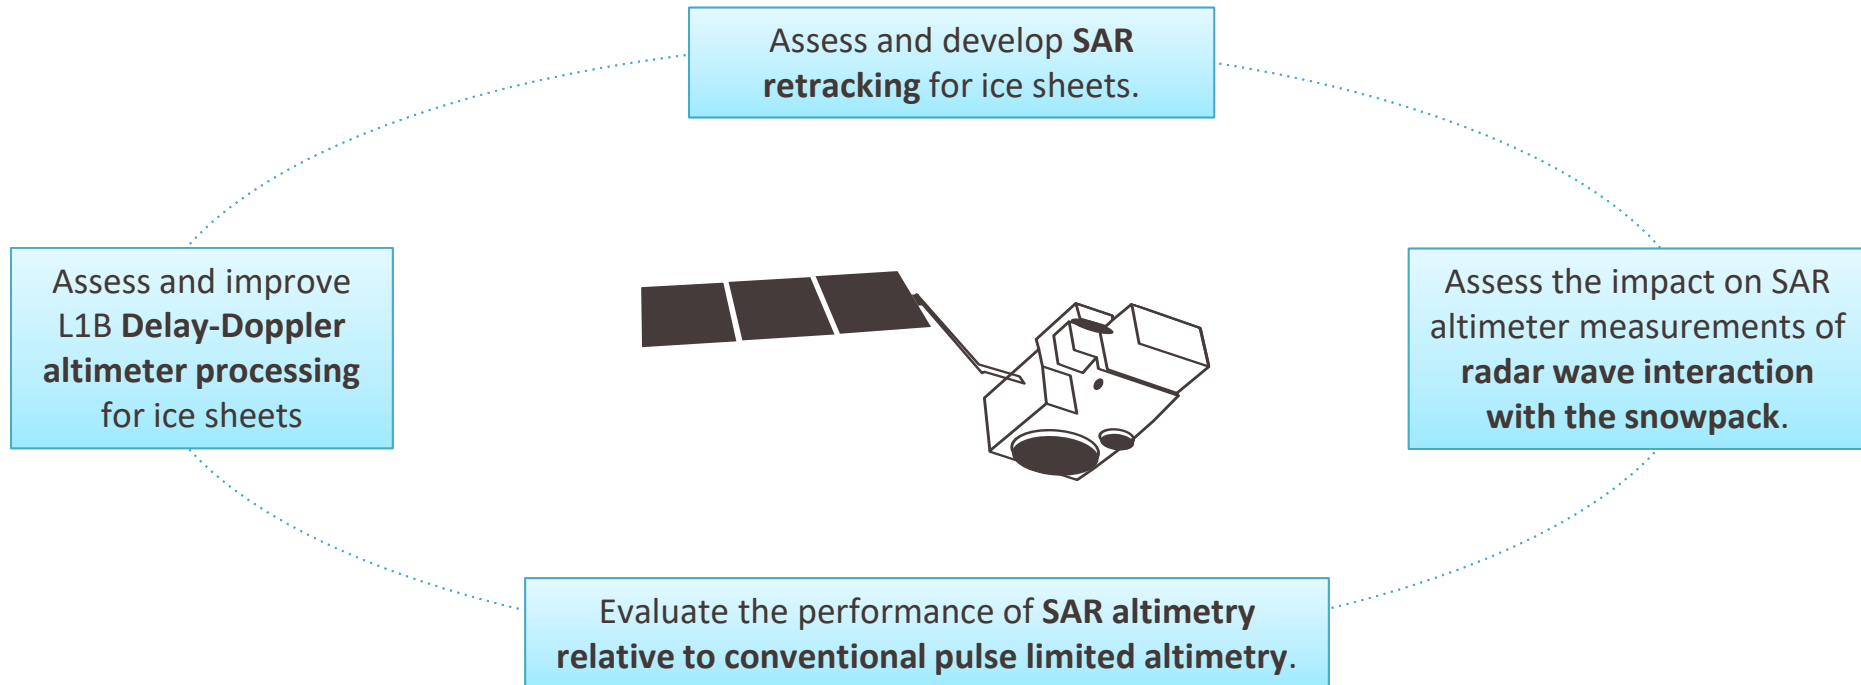 Assess and develop SAR
retracking for ice sheets.
Assess and improve
L1B Delay-Doppler
altimeter processing
for ice sheets
Assess the impact on SAR
altimeter measurements of
radar wave interaction
with the snowpack.
Evaluate the performance of SAR altimetry
relative to conventional pulse limited altimetry.